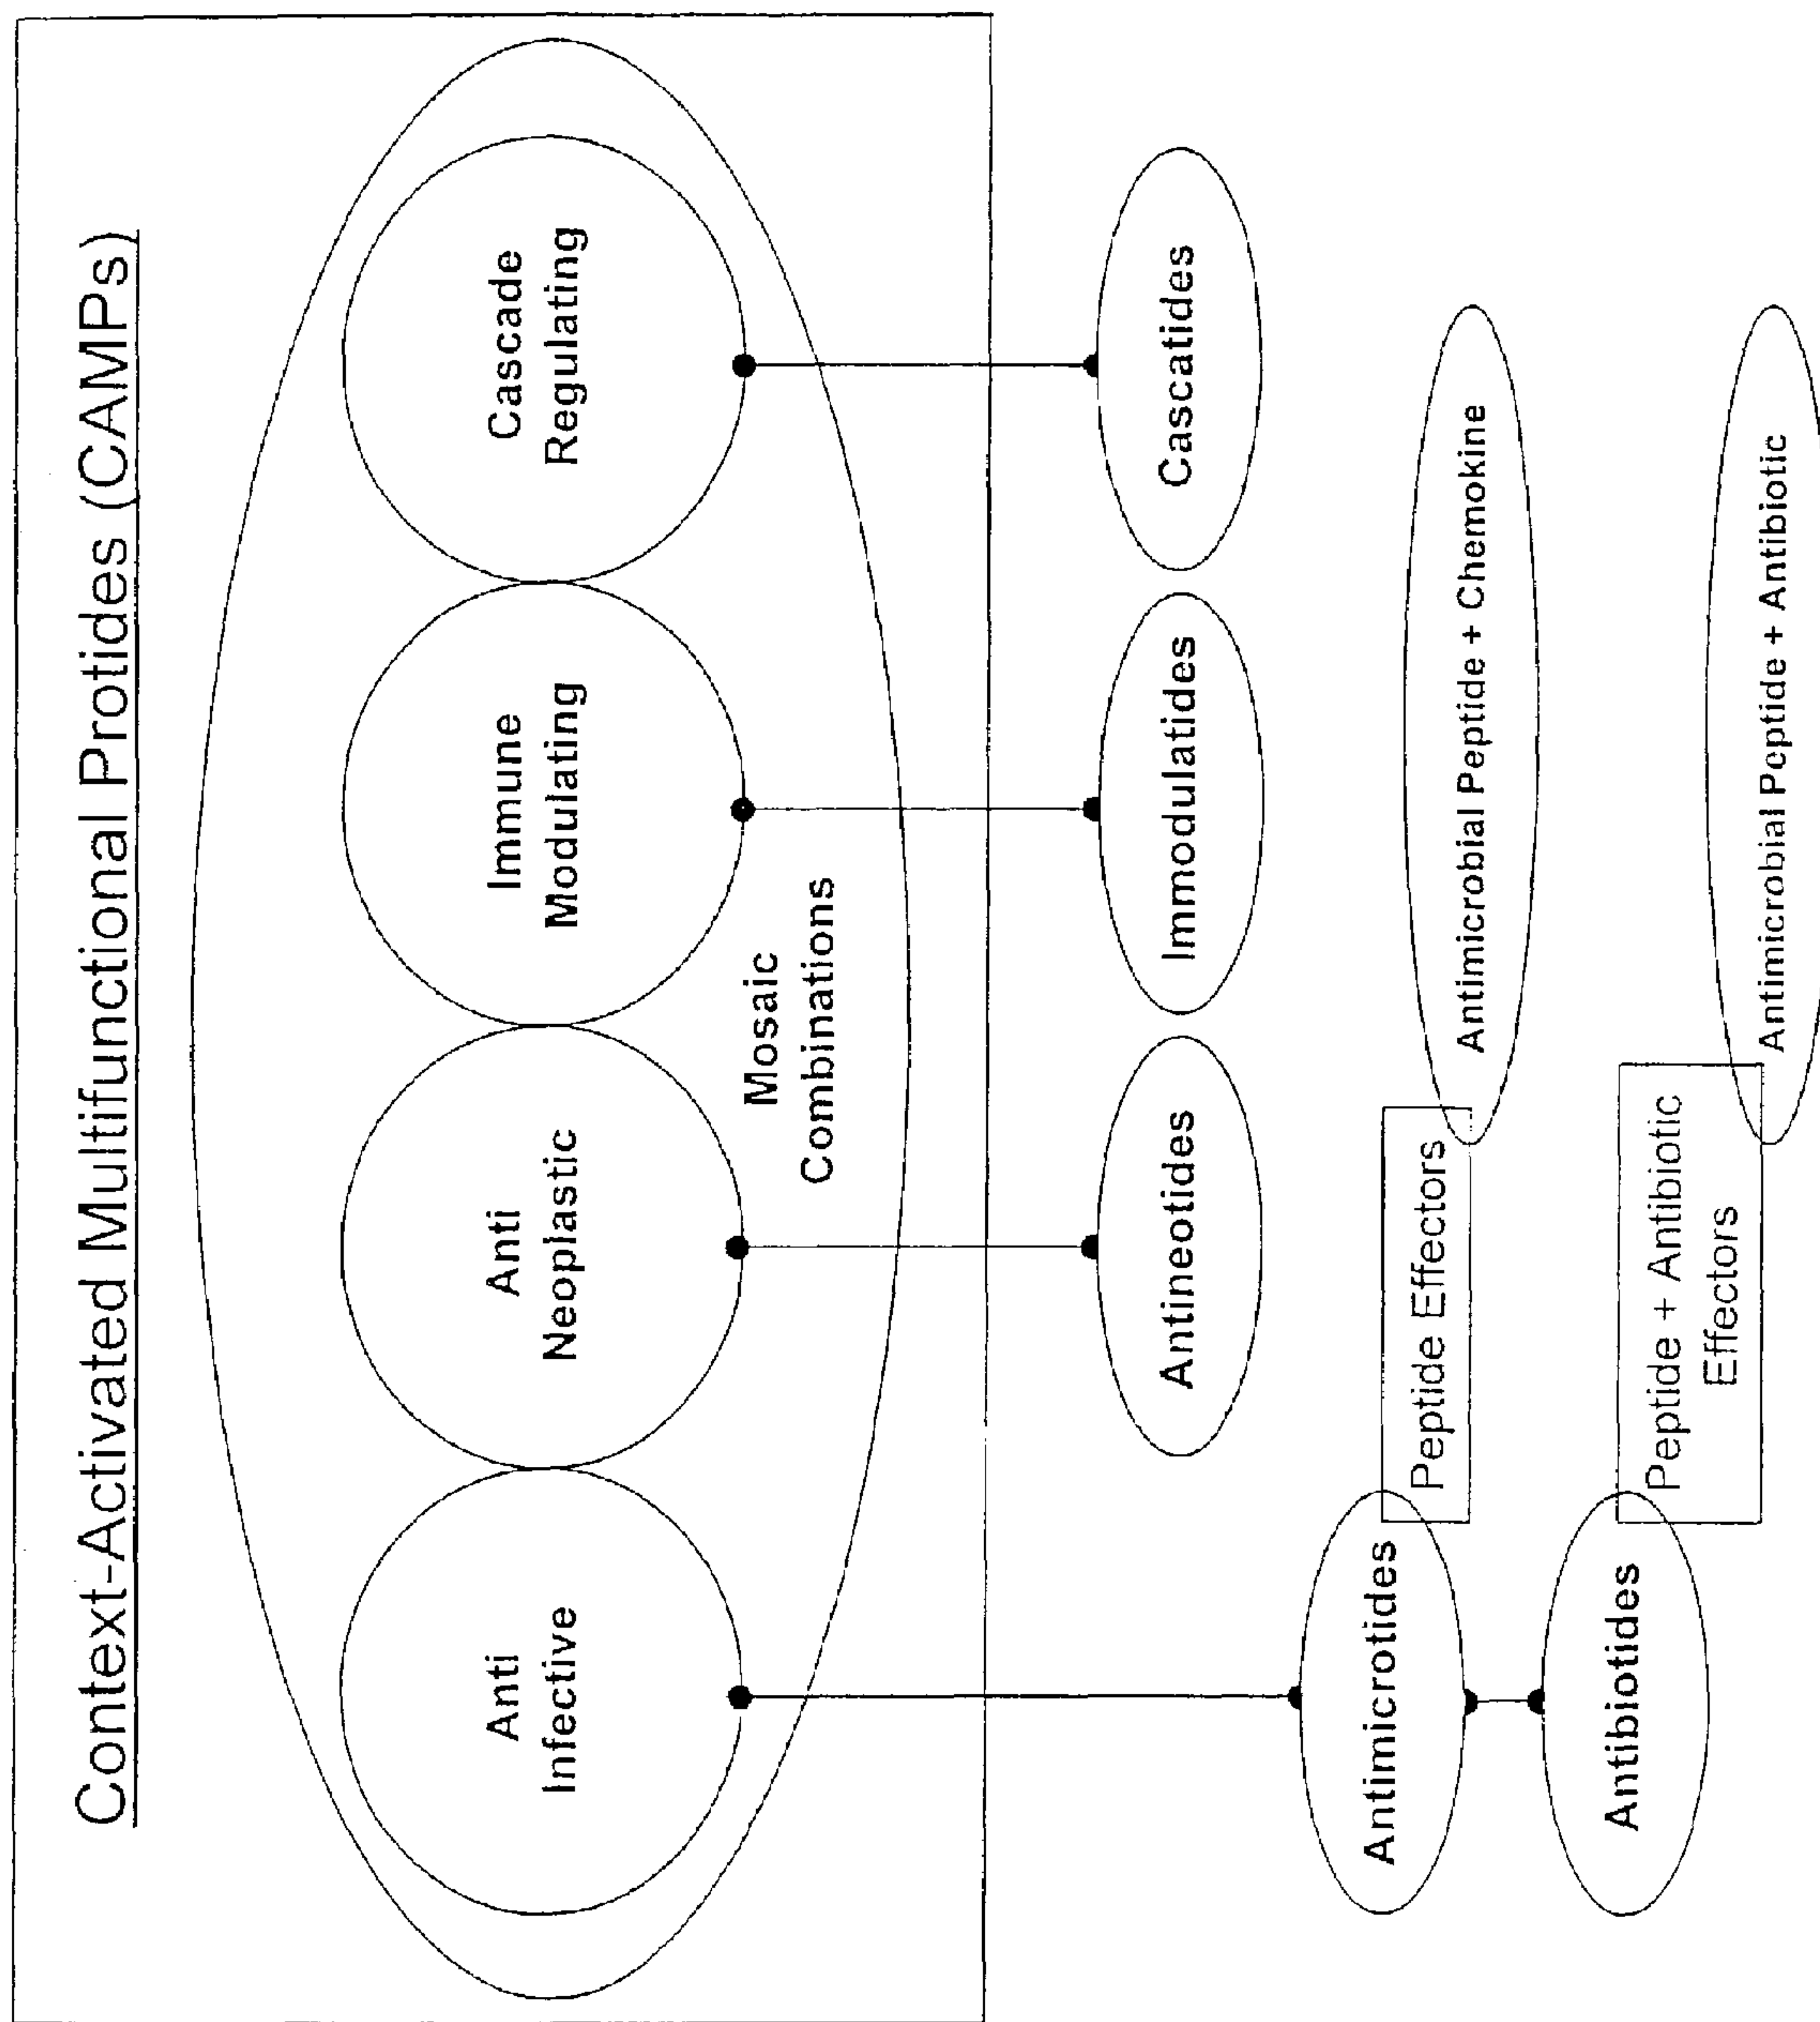 Context-Activated Multifunctional Protides (CAMPs)
Anti
Infective
Anti
Neoplastic
Immune
Modulating
Cascade
Regulating
Mosaic
Combinations
Antineotides
Immodulatides
Cascatides
Antimicrotides
Peptide Effectors
Antimicrobial Peptide + Chemokine
Antibiotides
Peptide + Antibiotic
Effectors
Antimicrobial Peptide + Antibiotic